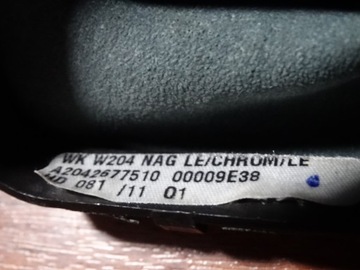 WK W204 NAG LE/CHROM/LE
A2042677510 00009E38
081 /11 01